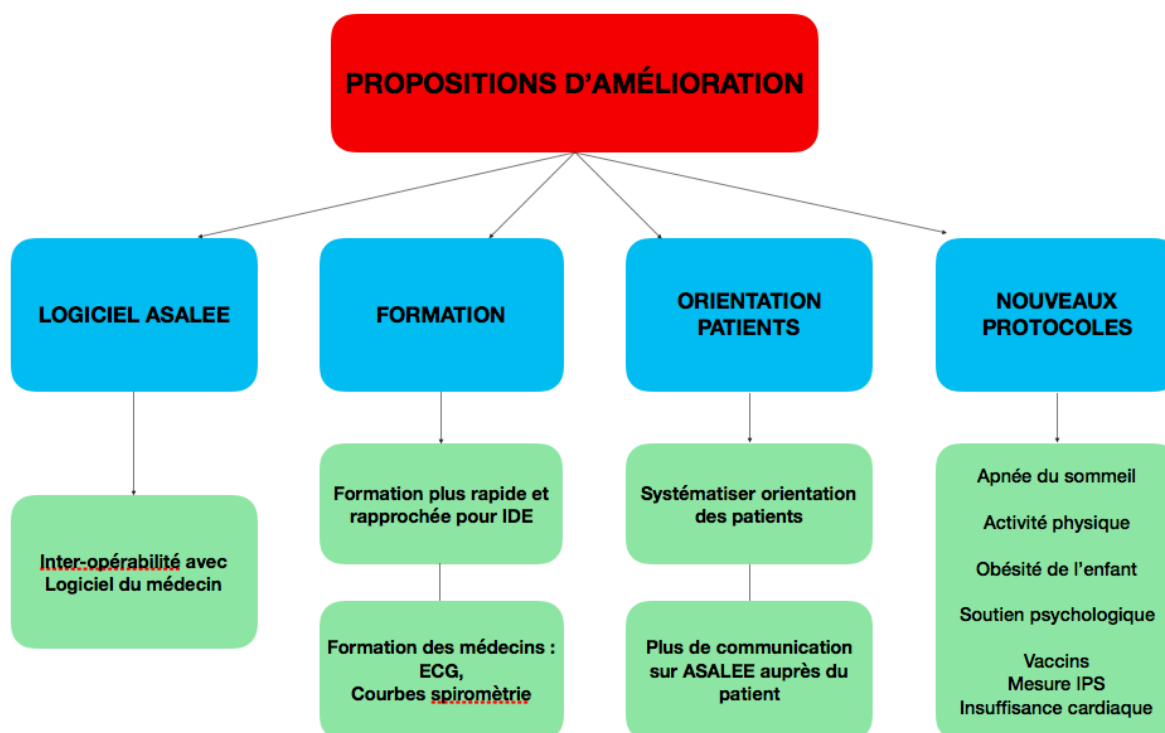 PROPOSITIONS D'AMÉLIORATION
LOGICIEL ASALEE
FORMATION
ORIENTATION
PATIENTS
NOUVEAUX
PROTOCOLES
Inter-opérabilité avec
Logiciel du médecin
Formation plus rapide et
rapprochée pour IDE
Formation des médecins :
ECG,
Courbes spiromètrie
Systématiser orientation
des patients
Plus de communication
sur ASALEE auprès du
patient
Apnée du sommeil
Activité physique
Obésité de l'enfant
Soutien psychologique
Vaccins
Mesure IPS
Insuffisance cardiaque